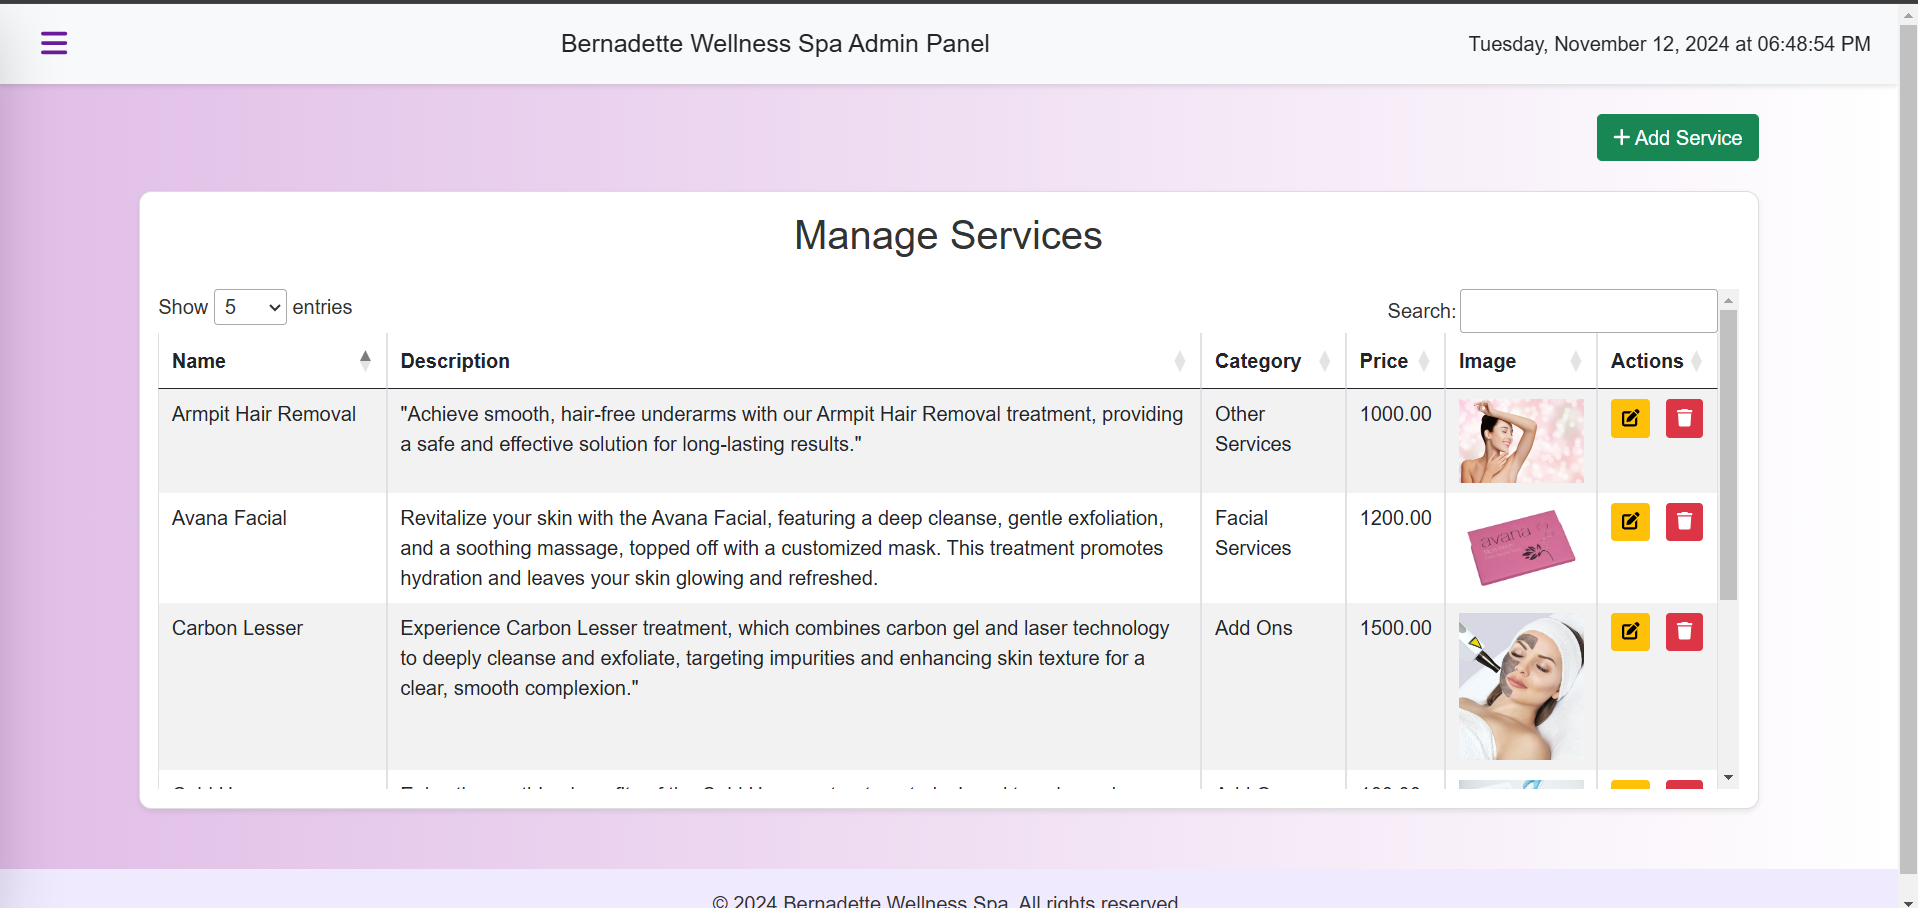 Bernadette Wellness Spa Admin Panel
Tuesday, November 12, 2024 at 06:48:54 PM
+ Add Service
Manage Services
Show 5 entries
Search:
Name Description Category Price Image Actions
Armpit Hair Removal
"Achieve smooth, hair-free underarms with our Armpit Hair Removal treatment, providing
a safe and effective solution for long-lasting results."
Other
Services
1000.00
Avana Facial
Revitalize your skin with the Avana Facial, featuring a deep cleanse, gentle exfoliation,
and a soothing massage, topped off with a customized mask. This treatment promotes
hydration and leaves your skin glowing and refreshed.
Facial
Services
1200.00
avana
Carbon Lesser
Experience Carbon Lesser treatment, which combines carbon gel and laser technology
to deeply cleanse and exfoliate, targeting impurities and enhancing skin texture for a
clear, smooth complexion."
Add Ons
1500.00
© 2024 Bernadette Wellness Spa. All rights reserved